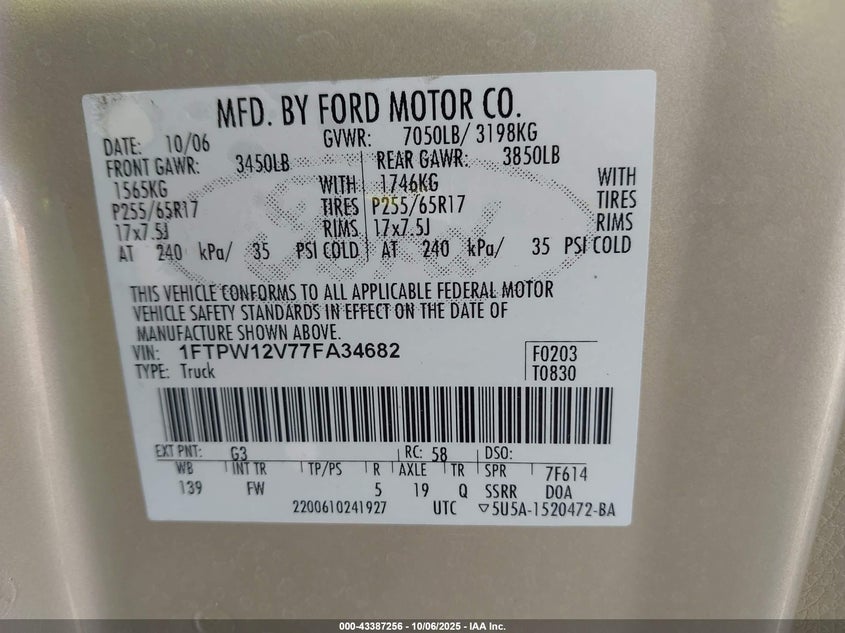 MFD. BY FORD MOTOR CO.
DATE: 10/06 GVWR: 7050LB/ 3198KG
FRONT GAWR: 3450LB REAR GAWR: 3850LB
1565KG WITH 1746KG WITH
P255/65R17 TIRES P255/65R17 TIRES
17x7.5J RIMS 17x7.5J RIMS
AT 240 kPa/ 35 PSI COLD AT 240 kPa/ 35 PSI COLD
Ford
THIS VEHICLE CONFORMS TO ALL APPLICABLE FEDERAL MOTOR
VEHICLE SAFETY STANDARDS IN EFFECT ON THE DATE OF
MANUFACTURE SHOWN ABOVE.
VIN: 1FTPW12V77FA34682 F0203
TYPE: Truck T0830
EXT PNT: G3 RC: 58 DSO:
WB INT TR TP/PS R AXLE TR SPR 7F614
139 FW 5 19 Q SSRR DOA
2200610241927 UTC ▽5U5A-1520472-BA
000-43387256 - 10/06/2025 - IAA Inc.